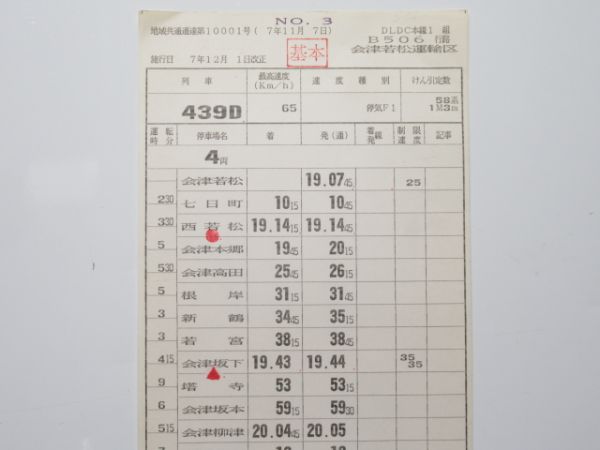 NO. 3
地域共通運達第10001号( 7年11月 7日) DLDC本線1 組
B506 行路
施行日 7年12月 1日改正 基本 会津若松運輸区
列 車 最高速度(Km/h) 速 度 種 別 けん引定数
439D 65 停気F1 58系 1M3m
運転時分 停車場名 着 発(通) 着線発線 制限速度 記事
4両
会津若松 19.07 45 25
2 30 七日町 10 15 10 45
3 30 西若松 19.14 15 19.14 45
5 会津本郷 19 45 20 15
5 30 会津高田 25 45 26 15
5 根岸 31 15 31 45
3 新鶴 34 45 35 15
3 若宮 38 15 38 45
4 15 会津坂下 19.43 19.44 35 35
9 塔寺 53 53 15
6 会津坂本 59 15 59 30
5 15 会津柳津 20.04 45 20.05